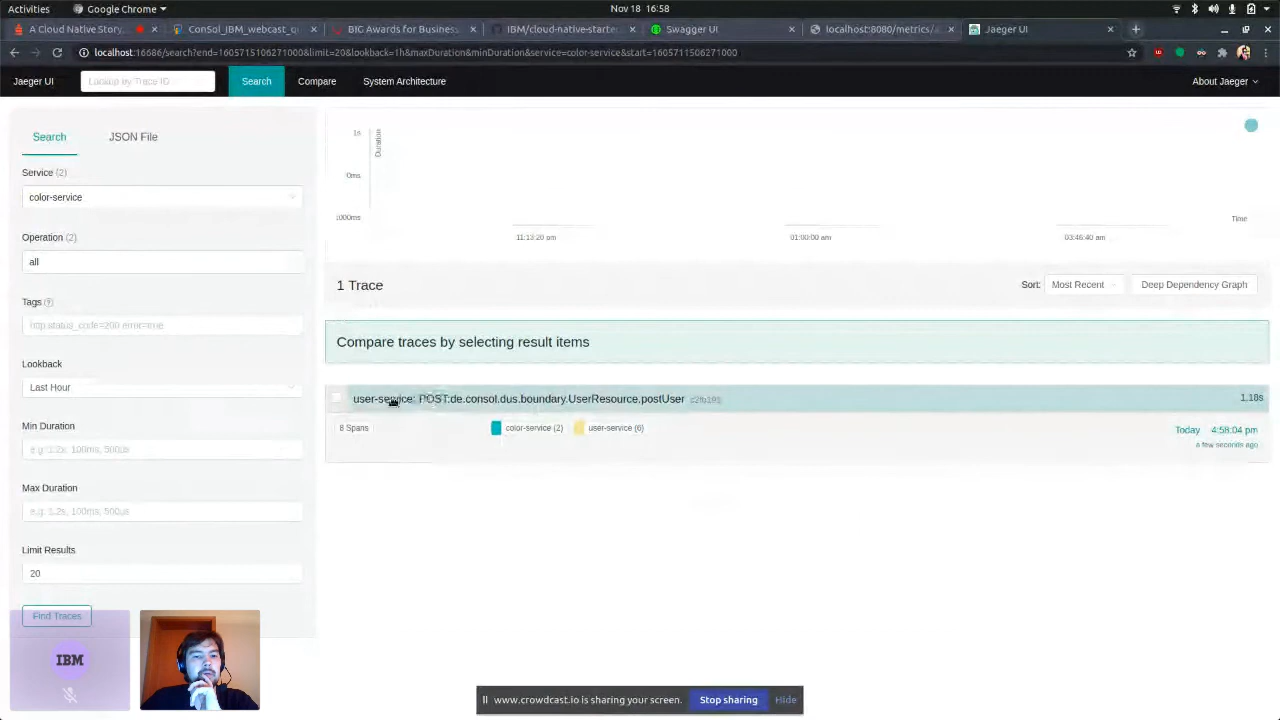 Activities
Google Chrome
Nov 18 16:58
A Cloud Native Story,
ConSol_IBM_webcast_
BIG Awards for Business
IBM/cloud-native-starte
Swagger UI
localhost:8080/metrics/a
Jaeger UI
localhost:16686/search?end=1605715106271000&limit=20&lookback=1h&maxDuration&minDuration&service=color-service&start=1605711506271000
Jaeger UI
Lookup by Trace ID...
Search
Compare
System Architecture
About Jaeger
Search
JSON File
Service (2)
color-service
Operation (2)
all
Tags
http.status_code=200 error=true
Lookback
Last Hour
Min Duration
e.g. 1.2s, 100ms, 500us
Max Duration
e.g. 1.2s, 100ms, 500us
Limit Results
20
Find Traces
1s
Duration
0ms
:000ms
Time
11:13:20 pm
01:00:00 am
03:46:40 am
1 Trace
Sort:
Most Recent
Deep Dependency Graph
Compare traces by selecting result items
user-service: POST:de.consol.dus.boundary.UserResource.postUser
1.18s
8 Spans
color-service (2)
user-service (6)
Today
4:58:04 pm
a few seconds ago
IBM
www.crowdcast.io is sharing your screen.
Stop sharing
Hide